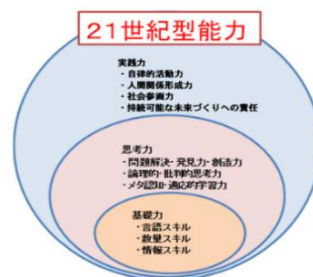 21世紀型能力
実践力
・自律的活動力
・人間関係形成力
・社会参画力
・持続可能な未来づくりへの責任
思考力
・問題解決・発見力・創造力
・論理的・批判的思考力
・メタ認知・適応的学習力
基礎力
・言語スキル
・数量スキル
・情報スキル